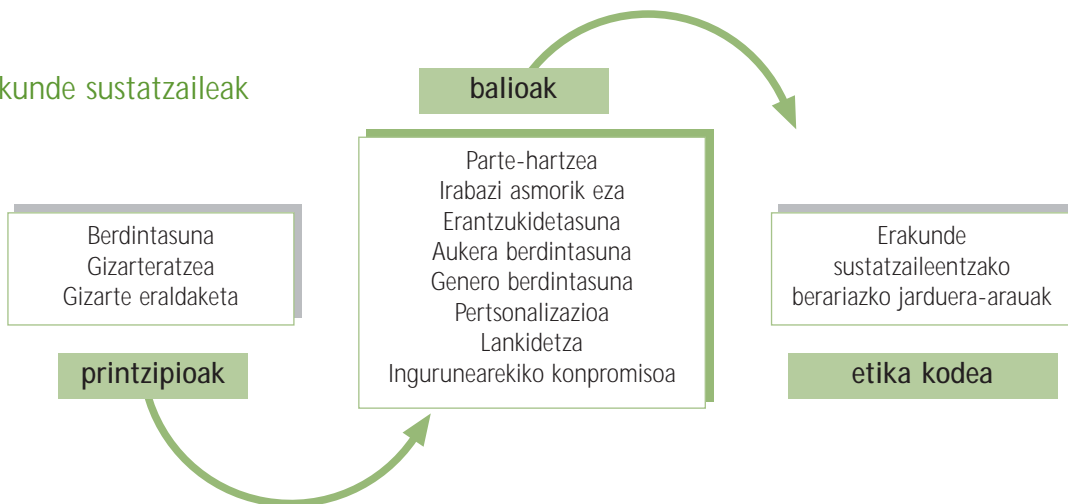 sustatzaileak
Berdintasuna
Gizarteratzea
Gizarte eraldaketa
printzipioak
balioak
Parte-hartzea
Irabazi asmorik eza
Erantzukidetasuna
Aukera berdintasuna
Genero berdintasuna
Pertsonalizazioa
Lankidetza
Ingurunearekiko konpromisoa
Erakunde
sustatzaileentzako
berariazko jarduera-arauak
etika kodea